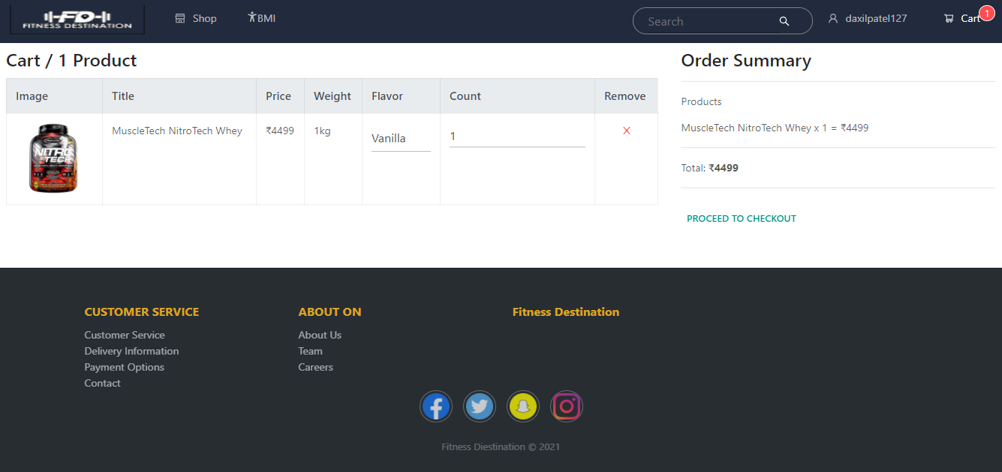 FD
FITNESS DESTINATION
Shop
BMI
Search
daxilpatel127
Cart
1
Cart / 1 Product
Image
Title
Price
Weight
Flavor
Count
Remove
NITRO
TECH
MuscleTech NitroTech Whey
₹4499
1kg
Vanilla
1
Order Summary
Products
MuscleTech NitroTech Whey x 1 = ₹4499
Total: ₹4499
PROCEED TO CHECKOUT
CUSTOMER SERVICE
Customer Service
Delivery Information
Payment Options
Contact
ABOUT ON
About Us
Team
Careers
Fitness Destination
Fitness Diestination © 2021